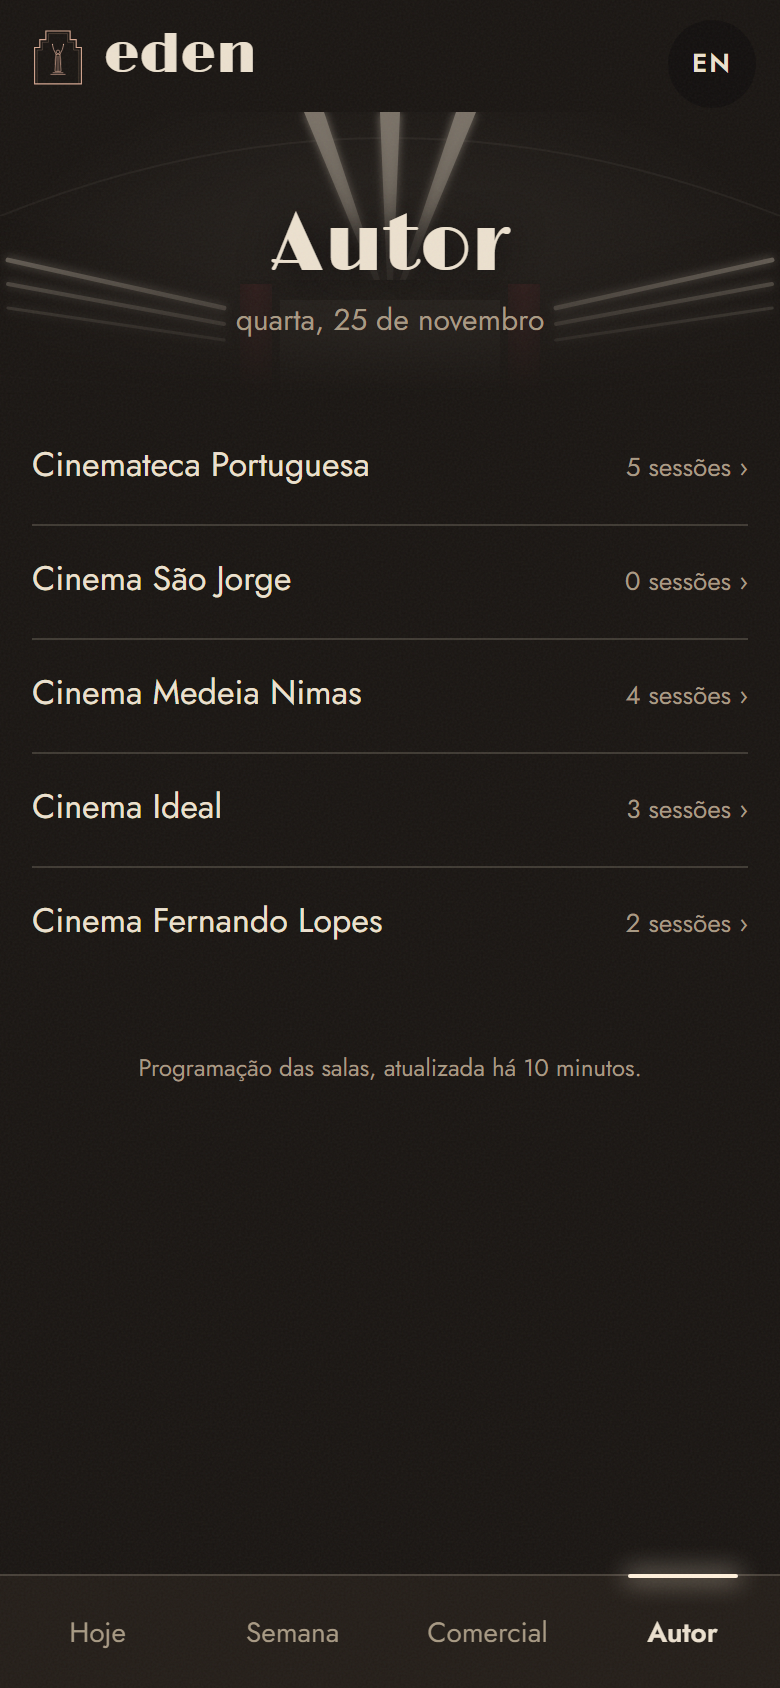 eden
EN
Autor
quarta, 25 de novembro
Cinemateca Portuguesa 5 sessões ›
Cinema São Jorge 0 sessões ›
Cinema Medeia Nimas 4 sessões ›
Cinema Ideal 3 sessões ›
Cinema Fernando Lopes 2 sessões ›
Programação das salas, atualizada há 10 minutos.
Hoje Semana Comercial Autor